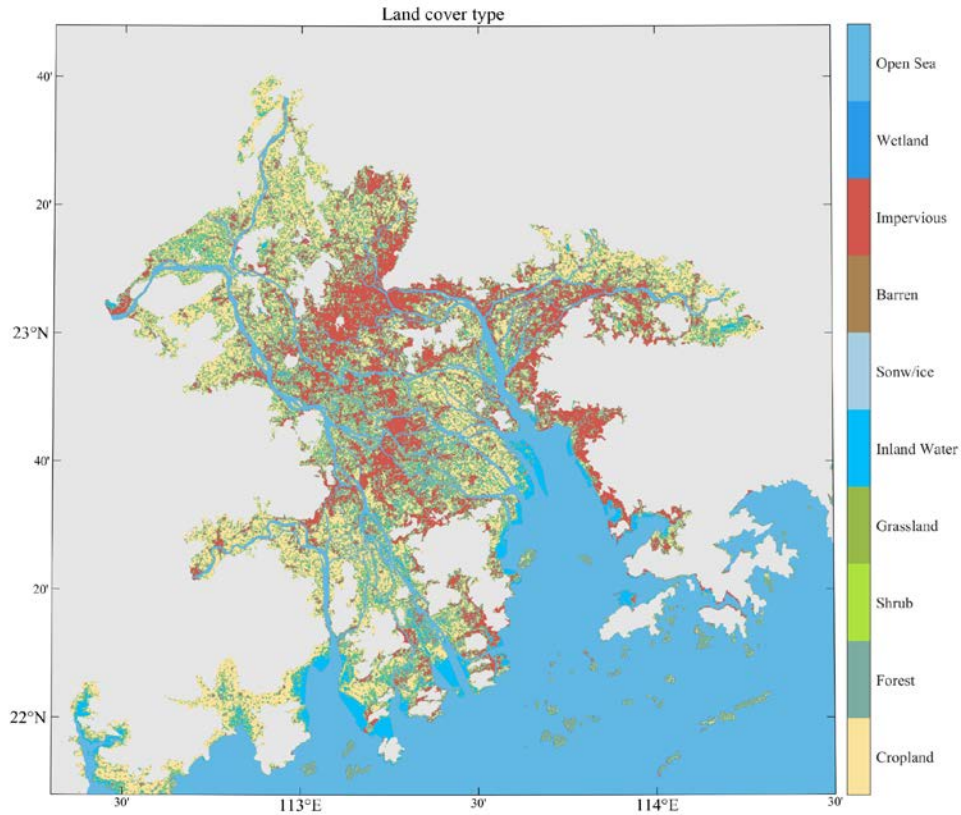 Land cover type
40'
20'
23°N
40'
20'
22°N
30'
113°E
30'
114°E
30'
Open Sea
Wetland
Impervious
Barren
Sonw/ice
Inland Water
Grassland
Shrub
Forest
Cropland